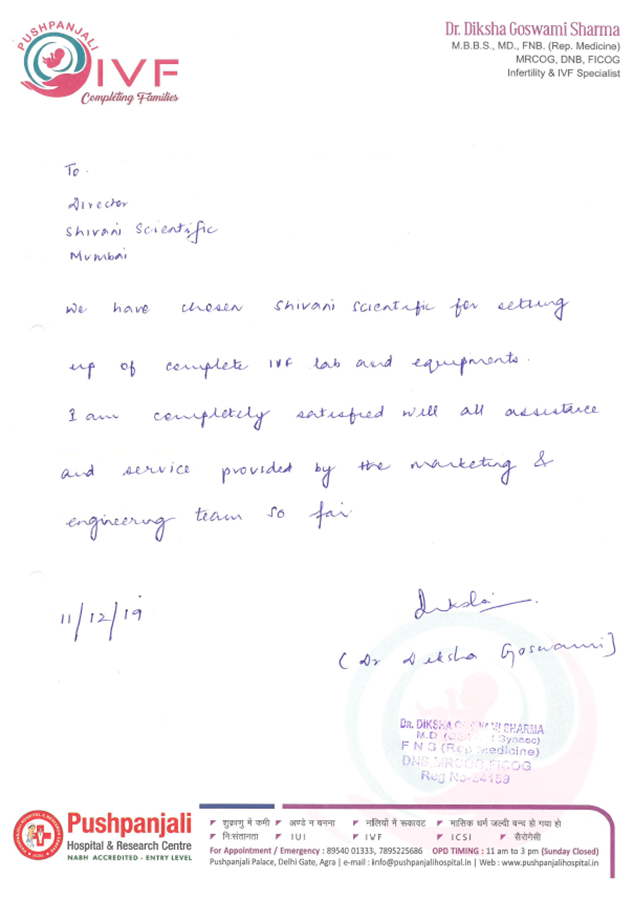 PUSHPANJALI
IVF
Completing Families
Dr. Diksha Goswami Sharma
M.B.B.S., MD., FNB. (Rep. Medicine)
MRCOG, DNB, FICOG
Infertility & IVF Specialist
To.
Director
Shivani Scientific
Mumbai
We have chosen Shivani Scientific for setting
up of complete IVF lab and equipments.
I am completely satisfied will all assistance
and service provided by the marketing &
engineering team so far
11/12/19
Diksha
(Dr Diksha Goswami)
Dr. DIKSHA GOSWAMI SHARMA
M.D (Gynaec)
F N B (Rep Medicine)
DNB, MRCOG, FICOG
Reg No-54159
Pushpanjali
Hospital & Research Centre
NABH ACCREDITED - ENTRY LEVEL
शुक्राणु में कमी अण्डे न बनना नलियों में रूकावट मासिक धर्म जल्दी बन्द हो गया हो
निःसंतानता IUI IVF ICSI सैरोगेसी
For Appointment / Emergency : 89540 01333, 7895225686 OPD TIMING : 11 am to 3 pm (Sunday Closed)
Pushpanjali Palace, Delhi Gate, Agra | e-mail : info@pushpanjalihospital.in | Web : www.pushpanjalihospital.in